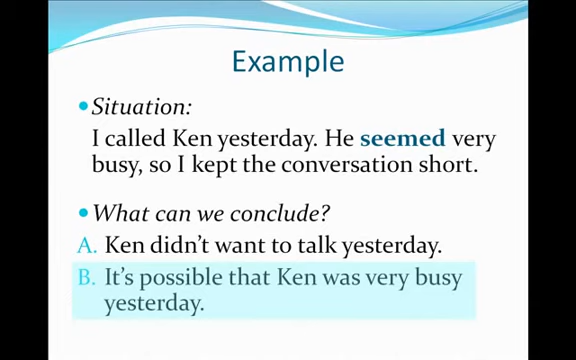 Example
•Situation:
I called Ken yesterday. He seemed very
busy, so I kept the conversation short.
•What can we conclude?
A. Ken didn't want to talk yesterday.
B. It's possible that Ken was very busy
yesterday.